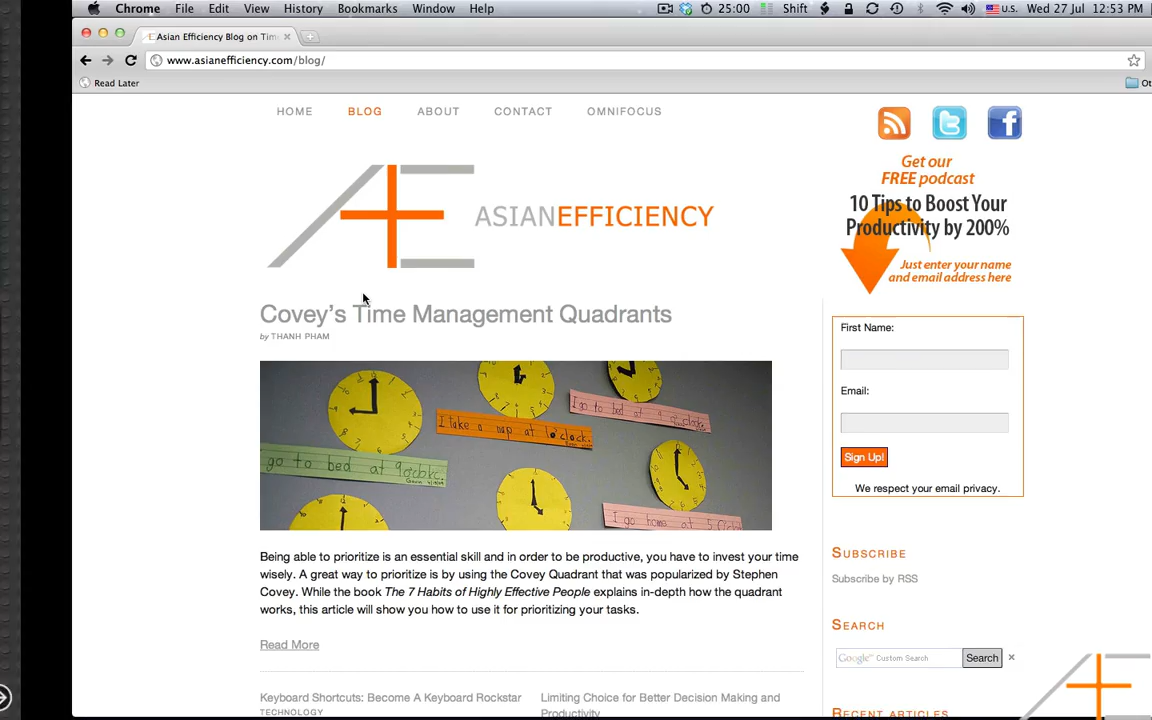 Chrome File Edit View History Bookmarks Window Help 25:00 Shift U.S. Wed 27 Jul 12:53 PM
Asian Efficiency Blog on Tim
www.asianefficiency.com/blog/
Read Later
Ot
HOME BLOG ABOUT CONTACT OMNIFOCUS
Get our
FREE podcast
10 Tips to Boost Your
Productivity by 200%
Just enter your name
and email address here
ASIANEFFICIENCY
Covey's Time Management Quadrants
by THANH PHAM
I go to bed at 9 o'clock.
I take a nap at 1 o'clock.
go to bed at 9 o'clock.
I go home at 5
Being able to prioritize is an essential skill and in order to be productive, you have to invest your time
wisely. A great way to prioritize is by using the Covey Quadrant that was popularized by Stephen
Covey. While the book The 7 Habits of Highly Effective People explains in-depth how the quadrant
works, this article will show you how to use it for prioritizing your tasks.
Read More
Keyboard Shortcuts: Become A Keyboard Rockstar
TECHNOLOGY
Limiting Choice for Better Decision Making and
Productivity
First Name:
Email:
Sign Up!
We respect your email privacy.
SUBSCRIBE
Subscribe by RSS
SEARCH
Google Custom Search Search
RECENT ARTICLES